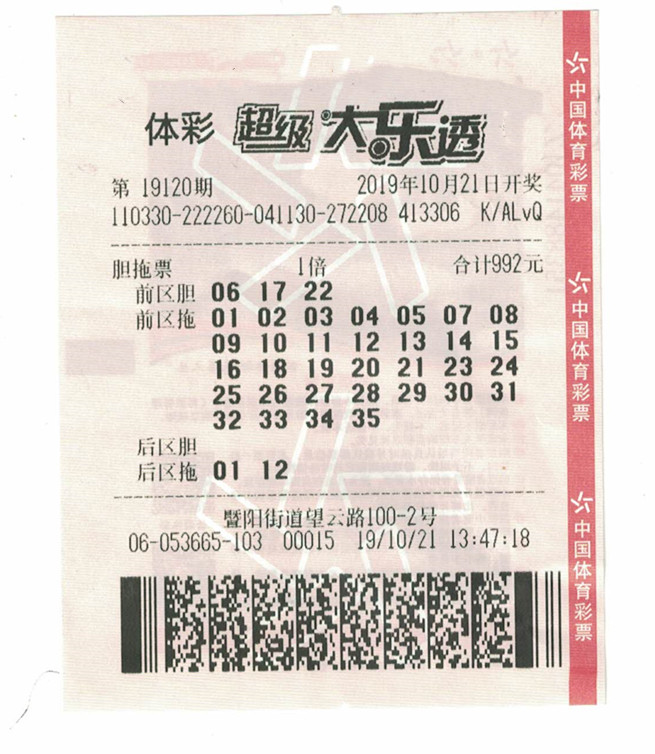 体彩 超级大乐透
第 19120期 2019年10月21日开奖
110330-222260-041130-272208 413306 K/ALvQ
胆拖票 1倍 合计992元
前区胆 06 17 22
前区拖 01 02 03 04 05 07 08
09 10 11 12 13 14 15
16 18 19 20 21 23 24
25 26 27 28 29 30 31
32 33 34 35
后区胆
后区拖 01 12
暨阳街道望云路100-2号
06-053665-103 00015 19/10/21 13:47:18
中国体育彩票
中国体育彩票
中国体育彩票